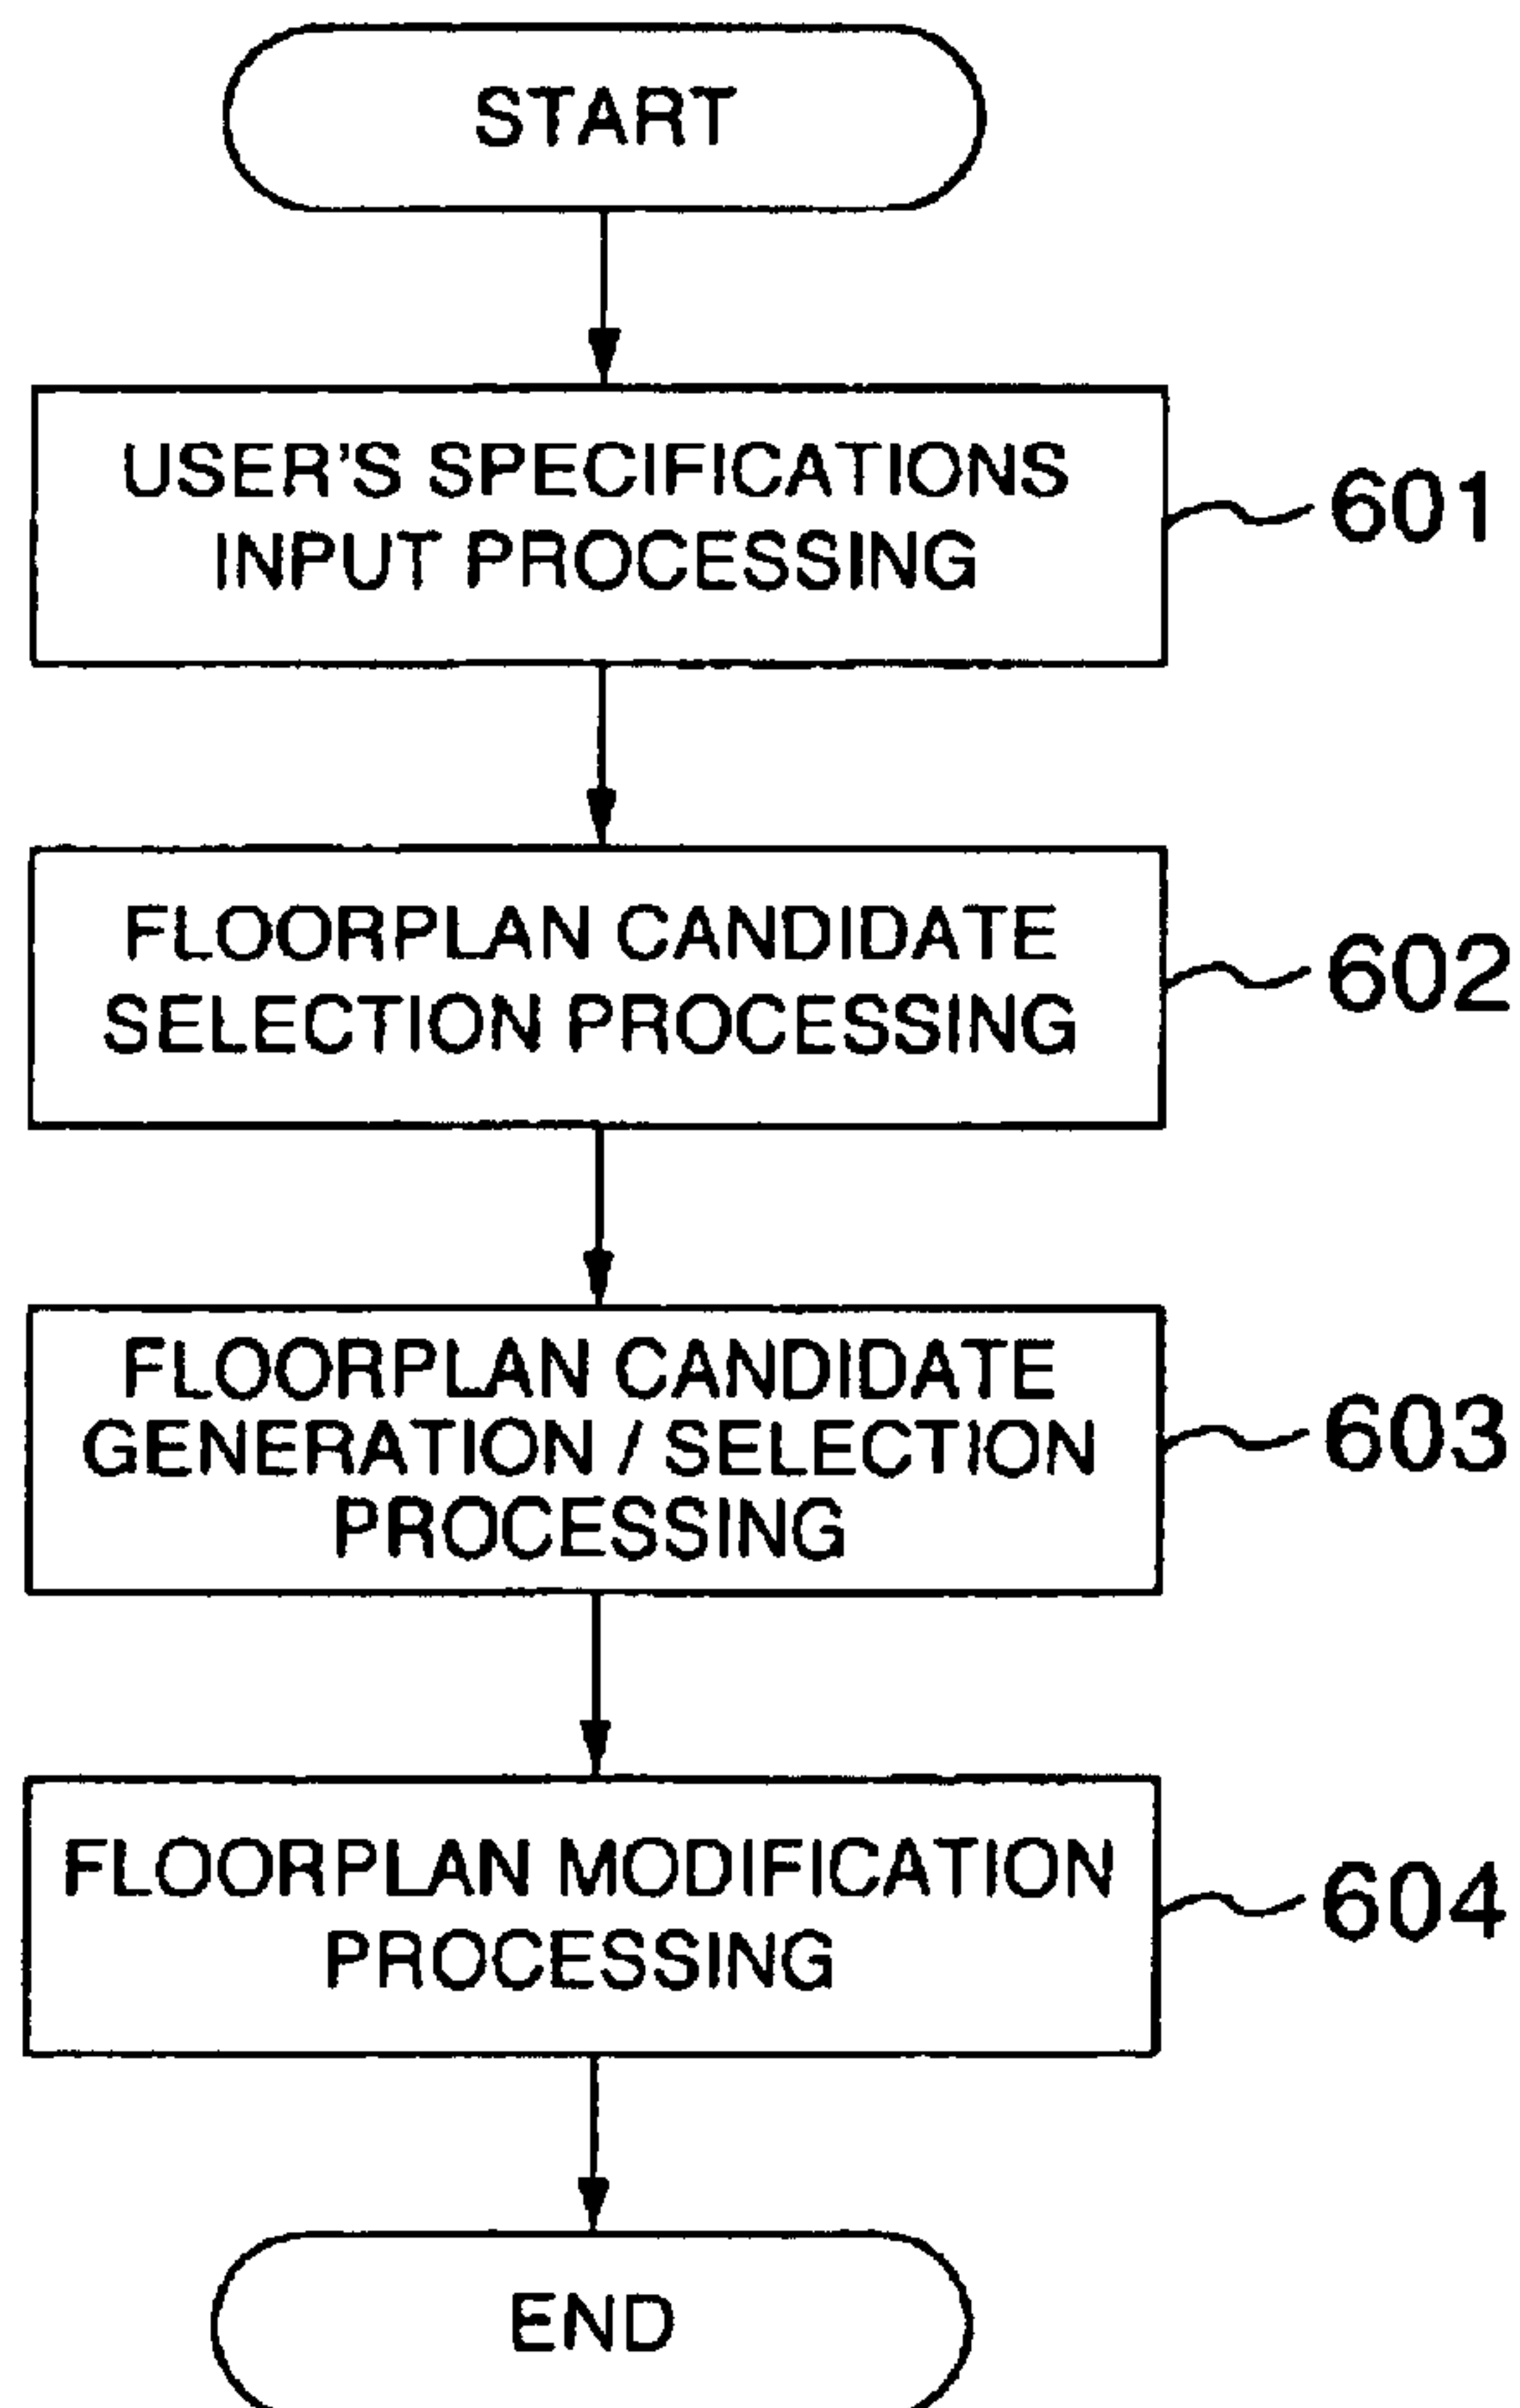 START
USER'S SPECIFICATIONS
INPUT PROCESSING
601
FLOORPLAN CANDIDATE
SELECTION PROCESSING
602
FLOORPLAN CANDIDATE
GENERATION / SELECTION
PROCESSING
603
FLOORPLAN MODIFICATION
PROCESSING
604
END